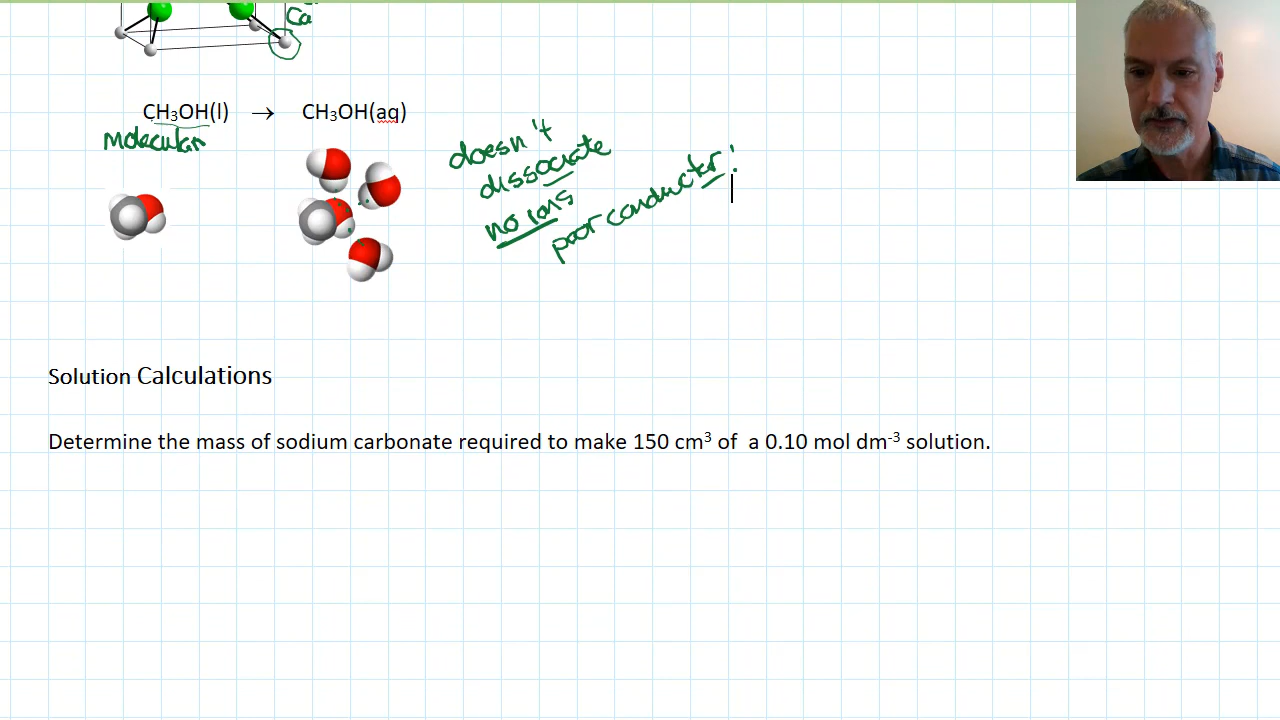 Ca
CH₃OH(l) → CH₃OH(aq)
molecular
doesn't
dissociate
no ions
poor conductor!
Solution Calculations
Determine the mass of sodium carbonate required to make 150 cm³ of a 0.10 mol dm⁻³ solution.